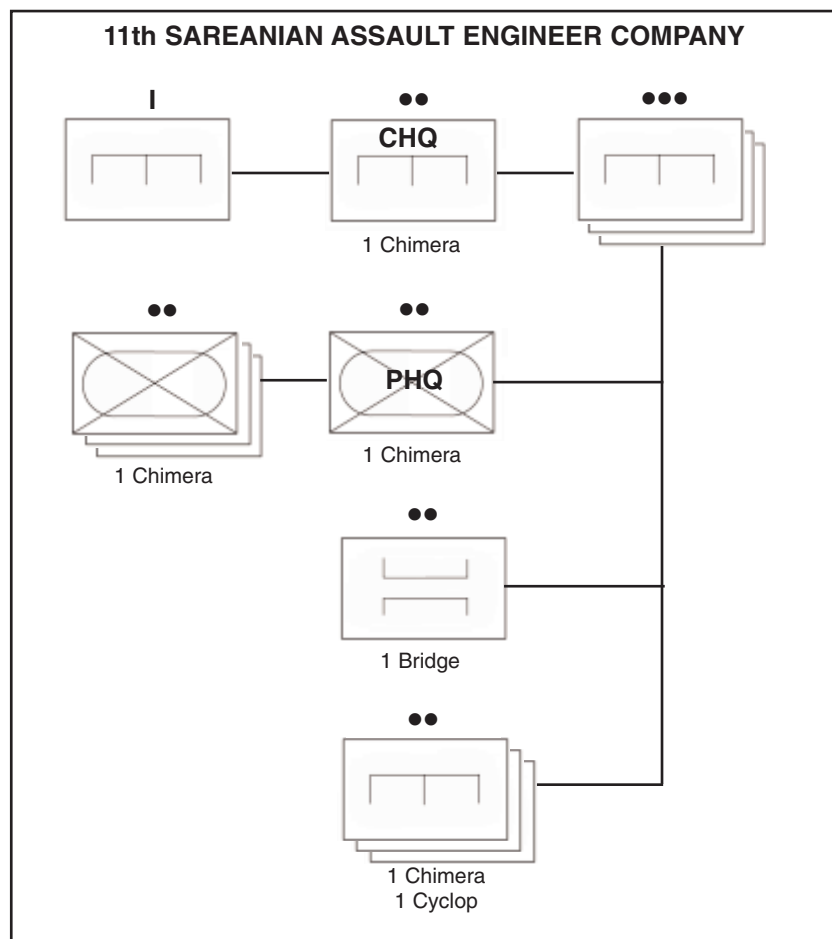 11th SAREANIAN ASSAULT ENGINEER COMPANY
I
●●
●●●
CHQ
1 Chimera
●●
●●
PHQ
1 Chimera
1 Chimera
●●
1 Bridge
●●
1 Chimera
1 Cyclop